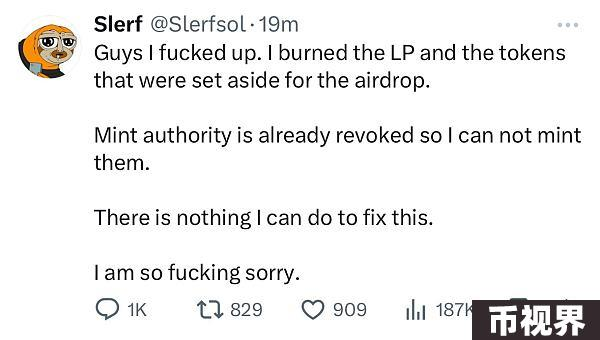 Slerf @Slerfsol · 19m
Guys I fucked up. I burned the LP and the tokens
that were set aside for the airdrop.
Mint authority is already revoked so I can not mint
them.
There is nothing I can do to fix this.
I am so fucking sorry.
1K 829 909 187K
币视界